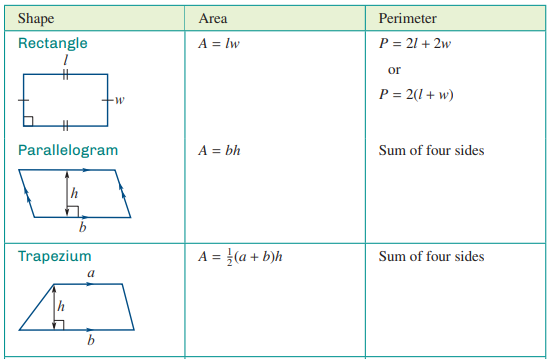 Shape Area Perimeter
Rectangle A = lw P = 2l + 2w
l
or
w P = 2(l + w)
Parallelogram A = bh Sum of four sides
h
b
Trapezium A = ½(a + b)h Sum of four sides
a
h
b